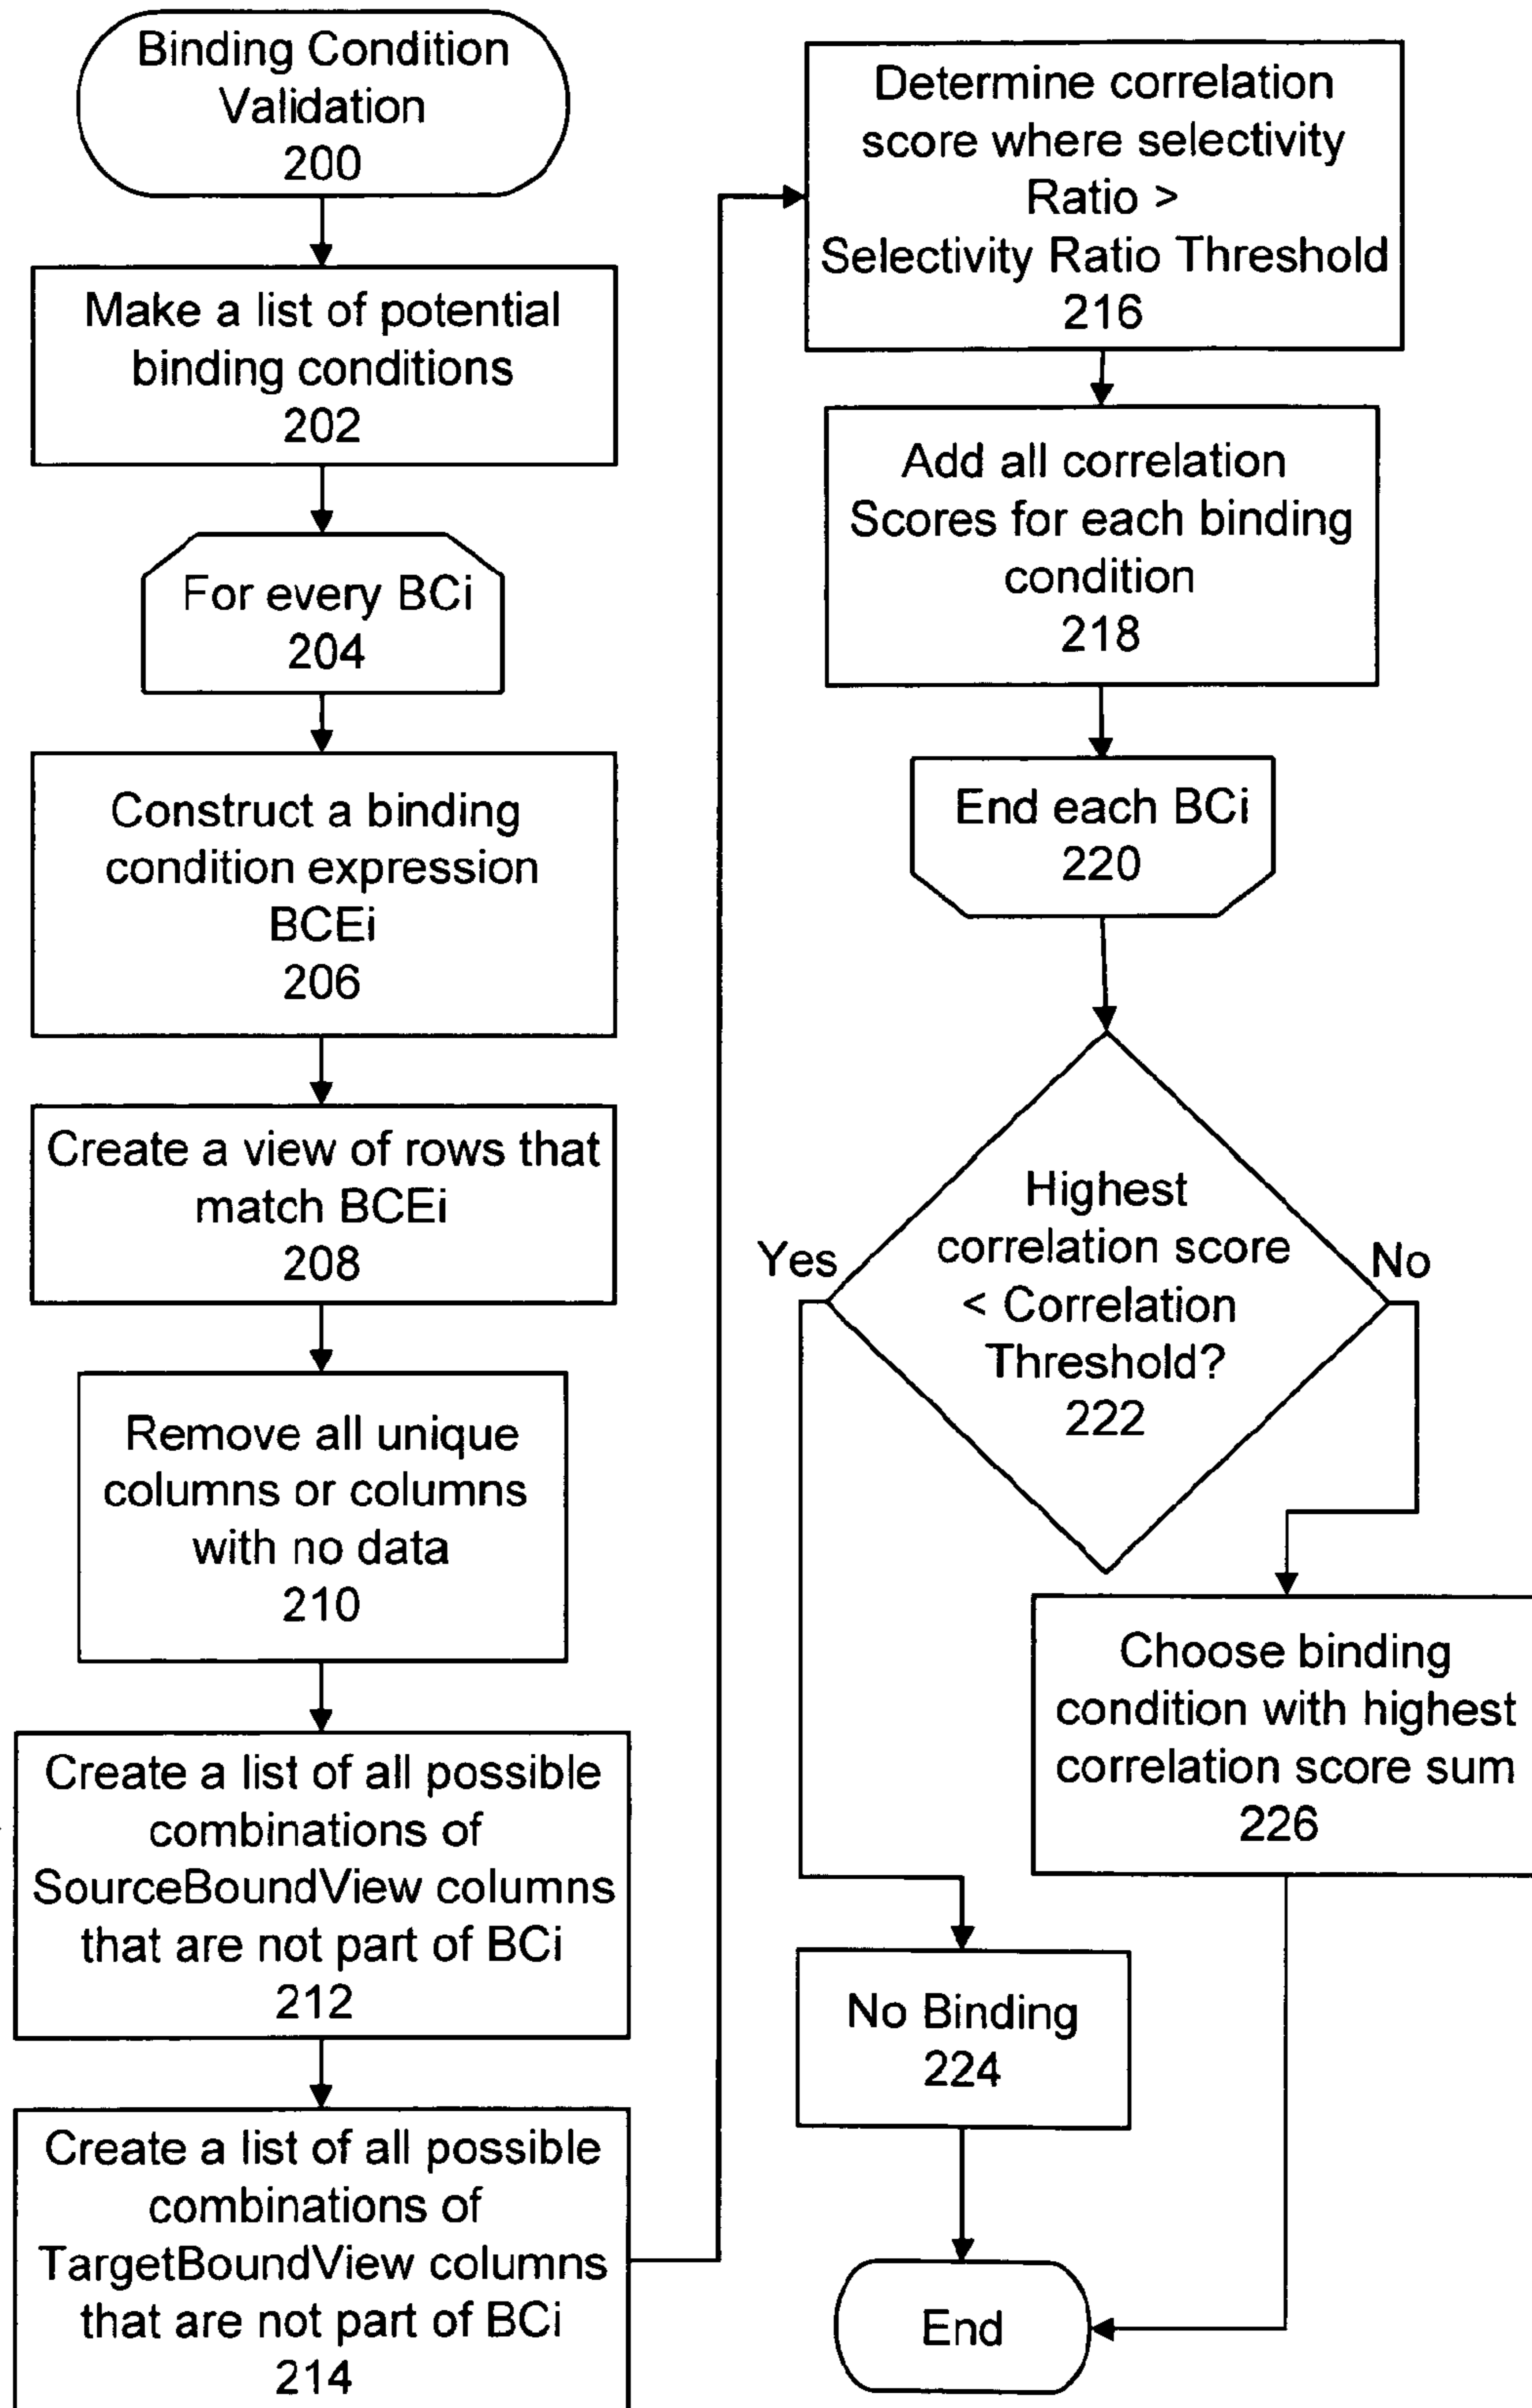 Binding Condition
Validation
200
Make a list of potential
binding conditions
202
For every BCi
204
Construct a binding
condition expression
BCEi
206
Create a view of rows that
match BCEi
208
Remove all unique
columns or columns
with no data
210
Create a list of all possible
combinations of
SourceBoundView columns
that are not part of BCi
212
Create a list of all possible
combinations of
TargetBoundView columns
that are not part of BCi
214
Determine correlation
score where selectivity
Ratio >
Selectivity Ratio Threshold
216
Add all correlation
Scores for each binding
condition
218
End each BCi
220
Highest
correlation score
< Correlation
Threshold?
222
Yes
No
Choose binding
condition with highest
correlation score sum
226
No Binding
224
End